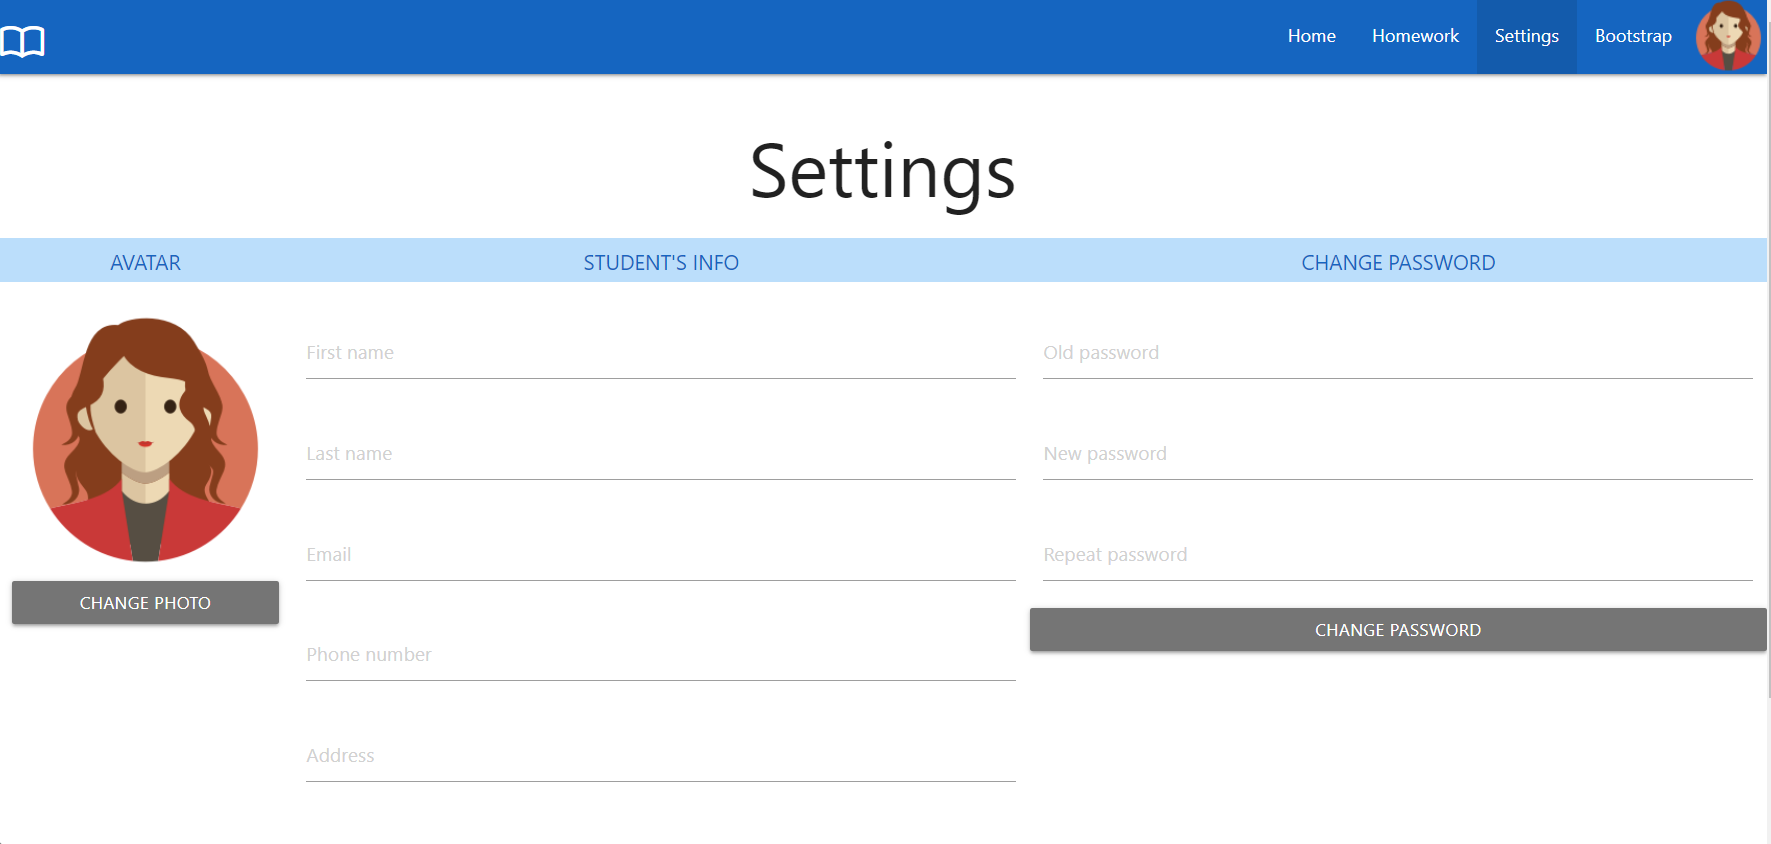 Home Homework Settings Bootstrap
Settings
AVATAR STUDENT'S INFO CHANGE PASSWORD
First name Old password
Last name New password
Email Repeat password
CHANGE PHOTO
CHANGE PASSWORD
Phone number
Address